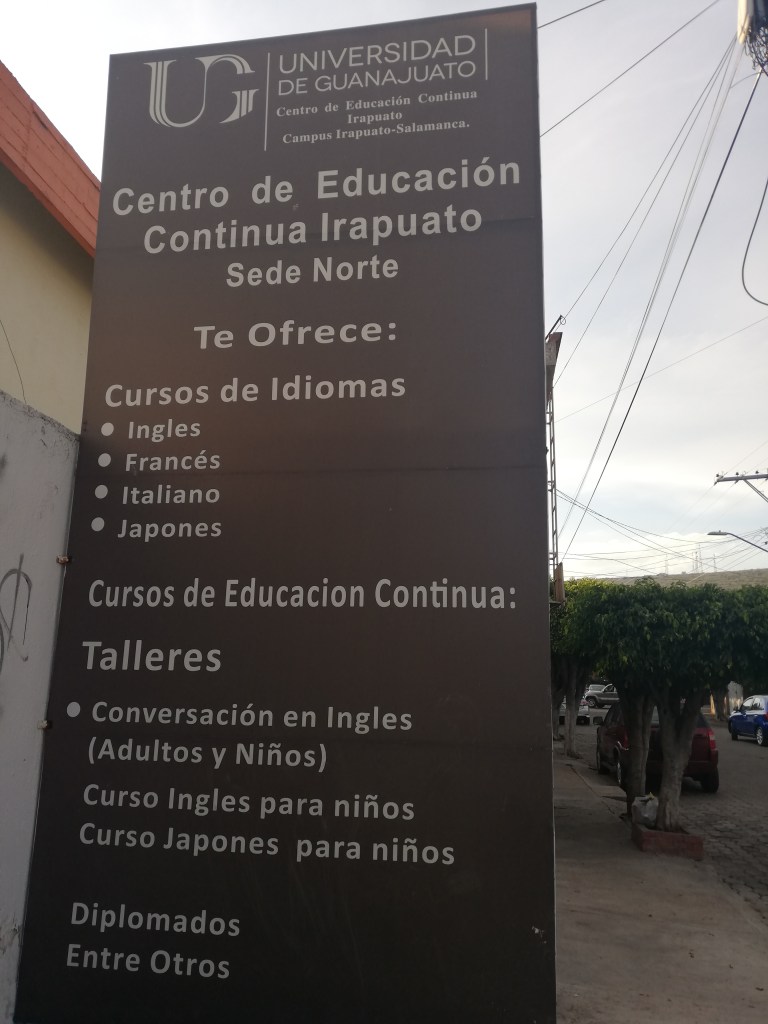 UG
UNIVERSIDAD
DE GUANAJUATO
Centro de Educación Continua
Irapuato
Campus Irapuato-Salamanca.
Centro de Educación
Continua Irapuato
Sede Norte
Te Ofrece:
Cursos de Idiomas
• Ingles
• Francés
• Italiano
• Japones
Cursos de Educacion Continua:
Talleres
• Conversación en Ingles
(Adultos y Niños)
Curso Ingles para niños
Curso Japones para niños
Diplomados
Entre Otros